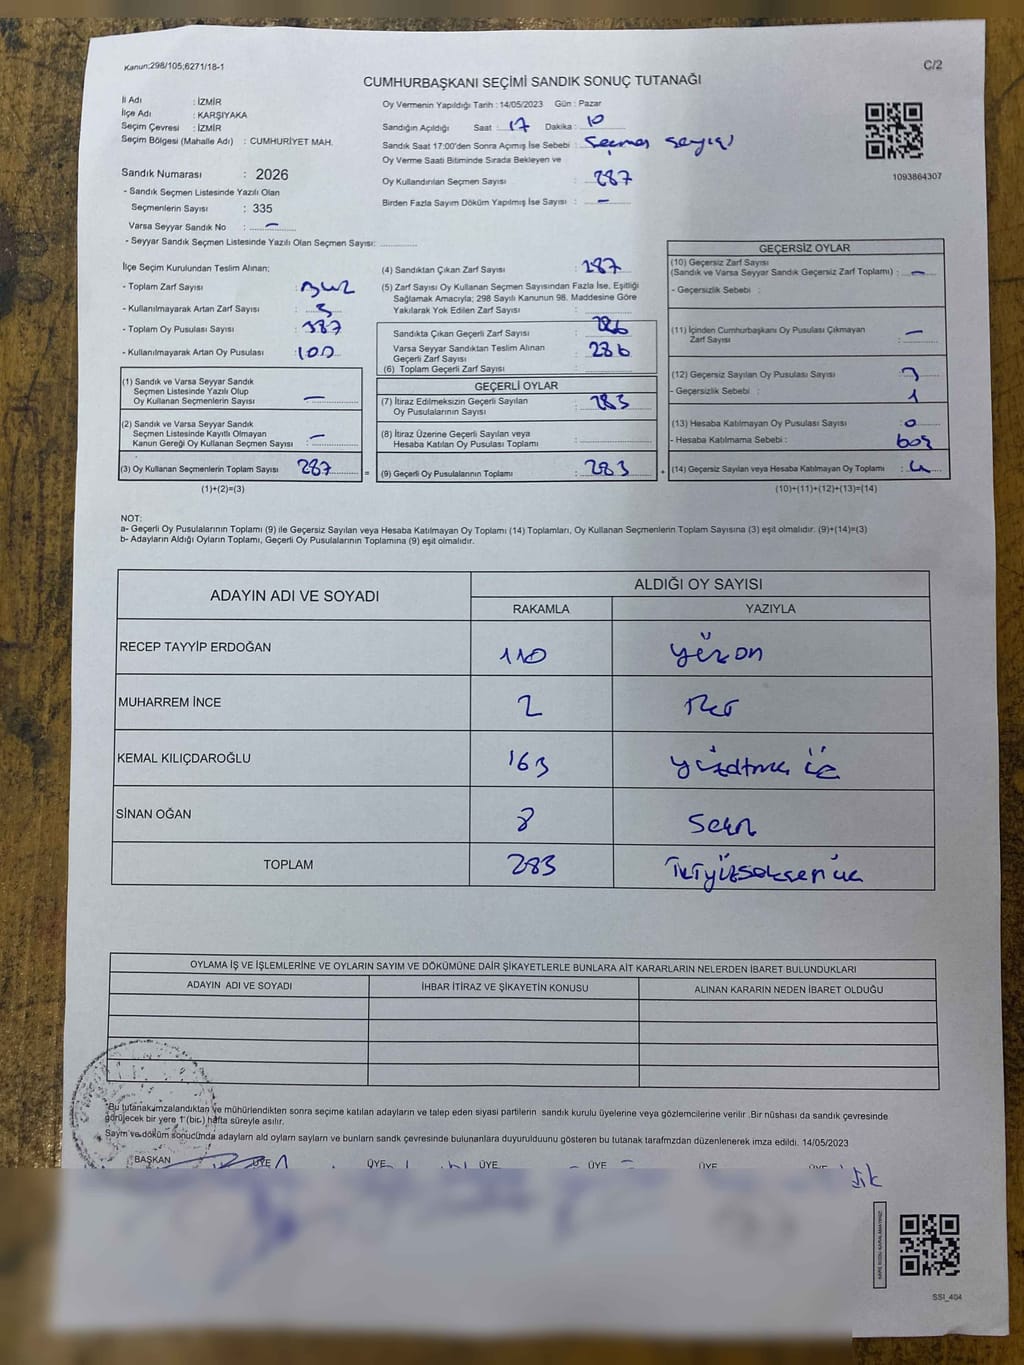 Kanun;298/105;6271/18-1
C/2
CUMHURBAŞKANI SEÇİMİ SANDIK SONUÇ TUTANAĞI
İl Adı : İZMİR
İlçe Adı : KARŞIYAKA
Seçim Çevresi : İZMİR
Seçim Bölgesi (Mahalle Adı) : CUMHURİYET MAH.
Sandık Numarası : 2026
- Sandık Seçmen Listesinde Yazılı Olan
Seçmenlerin Sayısı : 335
Varsa Seyyar Sandık No : –
- Seyyar Sandık Seçmen Listesinde Yazılı Olan Seçmen Sayısı:
Oy Vermenin Yapıldığı Tarih : 14/05/2023 Gün : Pazar
Sandığın Açıldığı Saat : 17 Dakika : 10
Sandık Saat 17:00'den Sonra Açımış İse Sebebi : Seçmen sayısı
Oy Verme Saati Bitiminde Sırada Bekleyen ve
Oy Kullandırılan Seçmen Sayısı : 287
Birden Fazla Sayım Döküm Yapılmış İse Sayısı : –
1093864307
İlçe Seçim Kurulundan Teslim Alınan;
- Toplam Zarf Sayısı :
- Kullanılmayarak Artan Zarf Sayısı :
- Toplam Oy Pusulası Sayısı : 387
- Kullanılmayarak Artan Oy Pusulası : 100
(1) Sandık ve Varsa Seyyar Sandık
Seçmen Listesinde Yazılı Olup
Oy Kullanan Seçmenlerin Sayısı : –
(2) Sandık ve Varsa Seyyar Sandık
Seçmen Listesinde Kayıtlı Olmayan
Kanun Gereği Oy Kullanan Seçmen Sayısı : –
(3) Oy Kullanan Seçmenlerin Toplam Sayısı 287 =
(1)+(2)=(3)
(4) Sandıktan Çıkan Zarf Sayısı : 287
(5) Zarf Sayısı Oy Kullanan Seçmen Sayısından Fazla İse, Eşitliği
Sağlamak Amacıyla; 298 Sayılı Kanunun 98. Maddesine Göre
Yakılarak Yok Edilen Zarf Sayısı :
Sandıkta Çıkan Geçerli Zarf Sayısı :
Varsa Seyyar Sandıktan Teslim Alınan
Geçerli Zarf Sayısı : 286
(6) Toplam Geçerli Zarf Sayısı :
GEÇERLİ OYLAR
(7) İtiraz Edilmeksizin Geçerli Sayılan
Oy Pusulalarının Sayısı : 283
(8) İtiraz Üzerine Geçerli Sayılan veya
Hesaba Katılan Oy Pusulası Toplamı :
(9) Geçerli Oy Pusulalarının Toplamı : 283 +
GEÇERSİZ OYLAR
(10) Geçersiz Zarf Sayısı
(Sandık ve Varsa Seyyar Sandık Geçersiz Zarf Toplamı) : –
- Geçersizlik Sebebi :
(11) İçinden Cumhurbaşkanı Oy Pusulası Çıkmayan
Zarf Sayısı : –
(12) Geçersiz Sayılan Oy Pusulası Sayısı :
- Geçersizlik Sebebi : 1
(13) Hesaba Katılmayan Oy Pusulası Sayısı : 0
- Hesaba Katılmama Sebebi : boş
(14) Geçersiz Sayılan veya Hesaba Katılmayan Oy Toplamı : 4
(10)+(11)+(12)+(13)=(14)
NOT:
a- Geçerli Oy Pusulalarının Toplamı (9) ile Geçersiz Sayılan veya Hesaba Katılmayan Oy Toplamı (14) Toplamları, Oy Kullanan Seçmenlerin Toplam Sayısına (3) eşit olmalıdır. (9)+(14)=(3)
b- Adayların Aldığı Oyların Toplamı, Geçerli Oy Pusulalarının Toplamına (9) eşit olmalıdır.
ADAYIN ADI VE SOYADI ALDIĞI OY SAYISI
RAKAMLA YAZIYLA
RECEP TAYYİP ERDOĞAN 110 yüzon
MUHARREM İNCE 2 iki
KEMAL KILIÇDAROĞLU 163 yüzatmış üç
SİNAN OĞAN 8 Sekiz
TOPLAM 283 ikiyüzseksenüç
OYLAMA İŞ VE İŞLEMLERİNE VE OYLARIN SAYIM VE DÖKÜMÜNE DAİR ŞİKAYETLERLE BUNLARA AİT KARARLARIN NELERDEN İBARET BULUNDUKLARI
ADAYIN ADI VE SOYADI İHBAR İTİRAZ VE ŞİKAYETİN KONUSU ALINAN KARARIN NEDEN İBARET OLDUĞU
*Bu tutanak imzalandıktan ve mühürlendikten sonra seçime katılan adayların ve talep eden siyasi partilerin sandık kurulu üyelerine veya gözlemcilerine verilir .Bir nüshası da sandık çevresinde
görülecek bir yere 1 (bir) hafta süreyle asılır.
Sayım ve döküm sonucunda adayların ald oyların sayıları ve bunların sandk çevresinde bulunanlara duyurulduunu gösteren bu tutanak tarafmzdan düzenlenerek imza edildi. 14/05/2023
BAŞKAN ÜYE ÜYE ÜYE ÜYE ÜYE ÜYE
KARE KODU KARALAMAYINIZ!
SSI_404